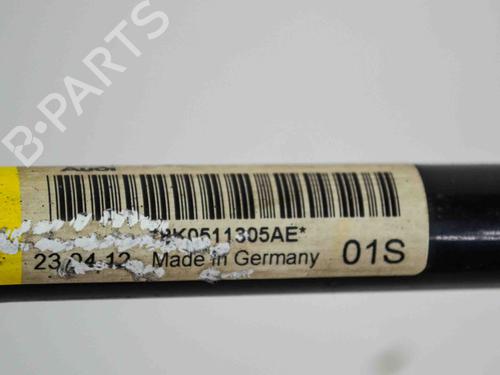 B-PARTS
Audi
*8K0511305AE*
23.04.12 Made in Germany 01S